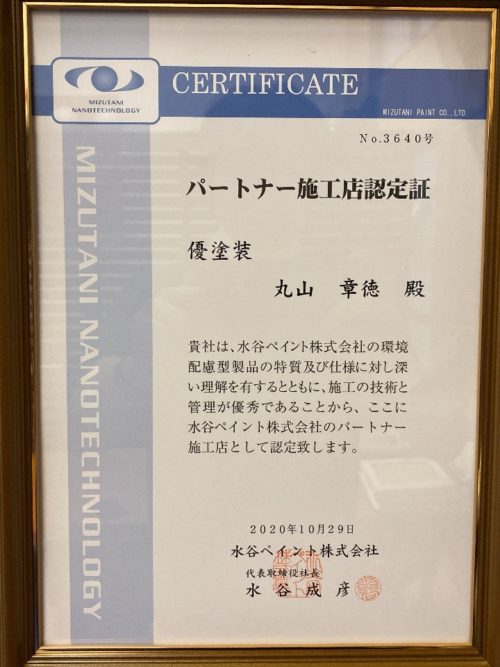 MIZUTANI
NANOTECHNOLOGY
CERTIFICATE
MIZUTANI PAINT CO.,LTD.
MIZUTANI NANOTECHNOLOGY
No.3640号
パートナー施工店認定証
優塗装
丸山 章徳 殿
貴社は、水谷ペイント株式会社の環境
配慮型製品の特質及び仕様に対し深
い理解を有するとともに、施工の技術と
管理が優秀であることから、ここに
水谷ペイント株式会社のパートナー
施工店として認定致します。
2020年10月29日
水谷ペイント株式会社
代表取締役社長
水谷成彦